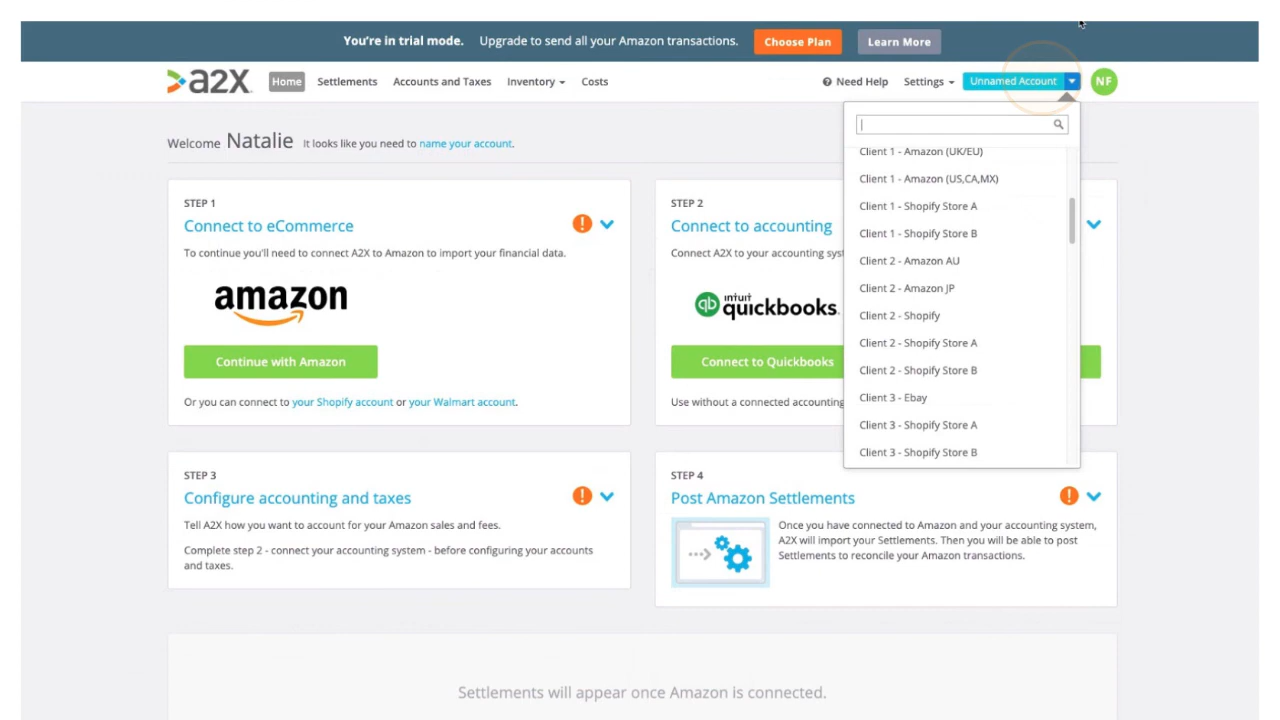 You're in trial mode. Upgrade to send all your Amazon transactions. Choose Plan Learn More
a2x Home Settlements Accounts and Taxes Inventory Costs Need Help Settings Unnamed Account NF
Welcome Natalie It looks like you need to name your account.
STEP 1
Connect to eCommerce
To continue you'll need to connect A2X to Amazon to import your financial data.
amazon
Continue with Amazon
Or you can connect to your Shopify account or your Walmart account.
STEP 2
Connect to accounting
Connect A2X to your accounting sys
intuit
qb quickbooks.
Connect to Quickbooks
Use without a connected accounting
Client 1 - Amazon (UK/EU)
Client 1 - Amazon (US,CA,MX)
Client 1 - Shopify Store A
Client 1 - Shopify Store B
Client 2 - Amazon AU
Client 2 - Amazon JP
Client 2 - Shopify
Client 2 - Shopify Store A
Client 2 - Shopify Store B
Client 3 - Ebay
Client 3 - Shopify Store A
Client 3 - Shopify Store B
STEP 3
Configure accounting and taxes
Tell A2X how you want to account for your Amazon sales and fees.
Complete step 2 - connect your accounting system - before configuring your accounts
and taxes.
STEP 4
Post Amazon Settlements
Once you have connected to Amazon and your accounting system,
A2X will import your Settlements. Then you will be able to post
Settlements to reconcile your Amazon transactions.
Settlements will appear once Amazon is connected.